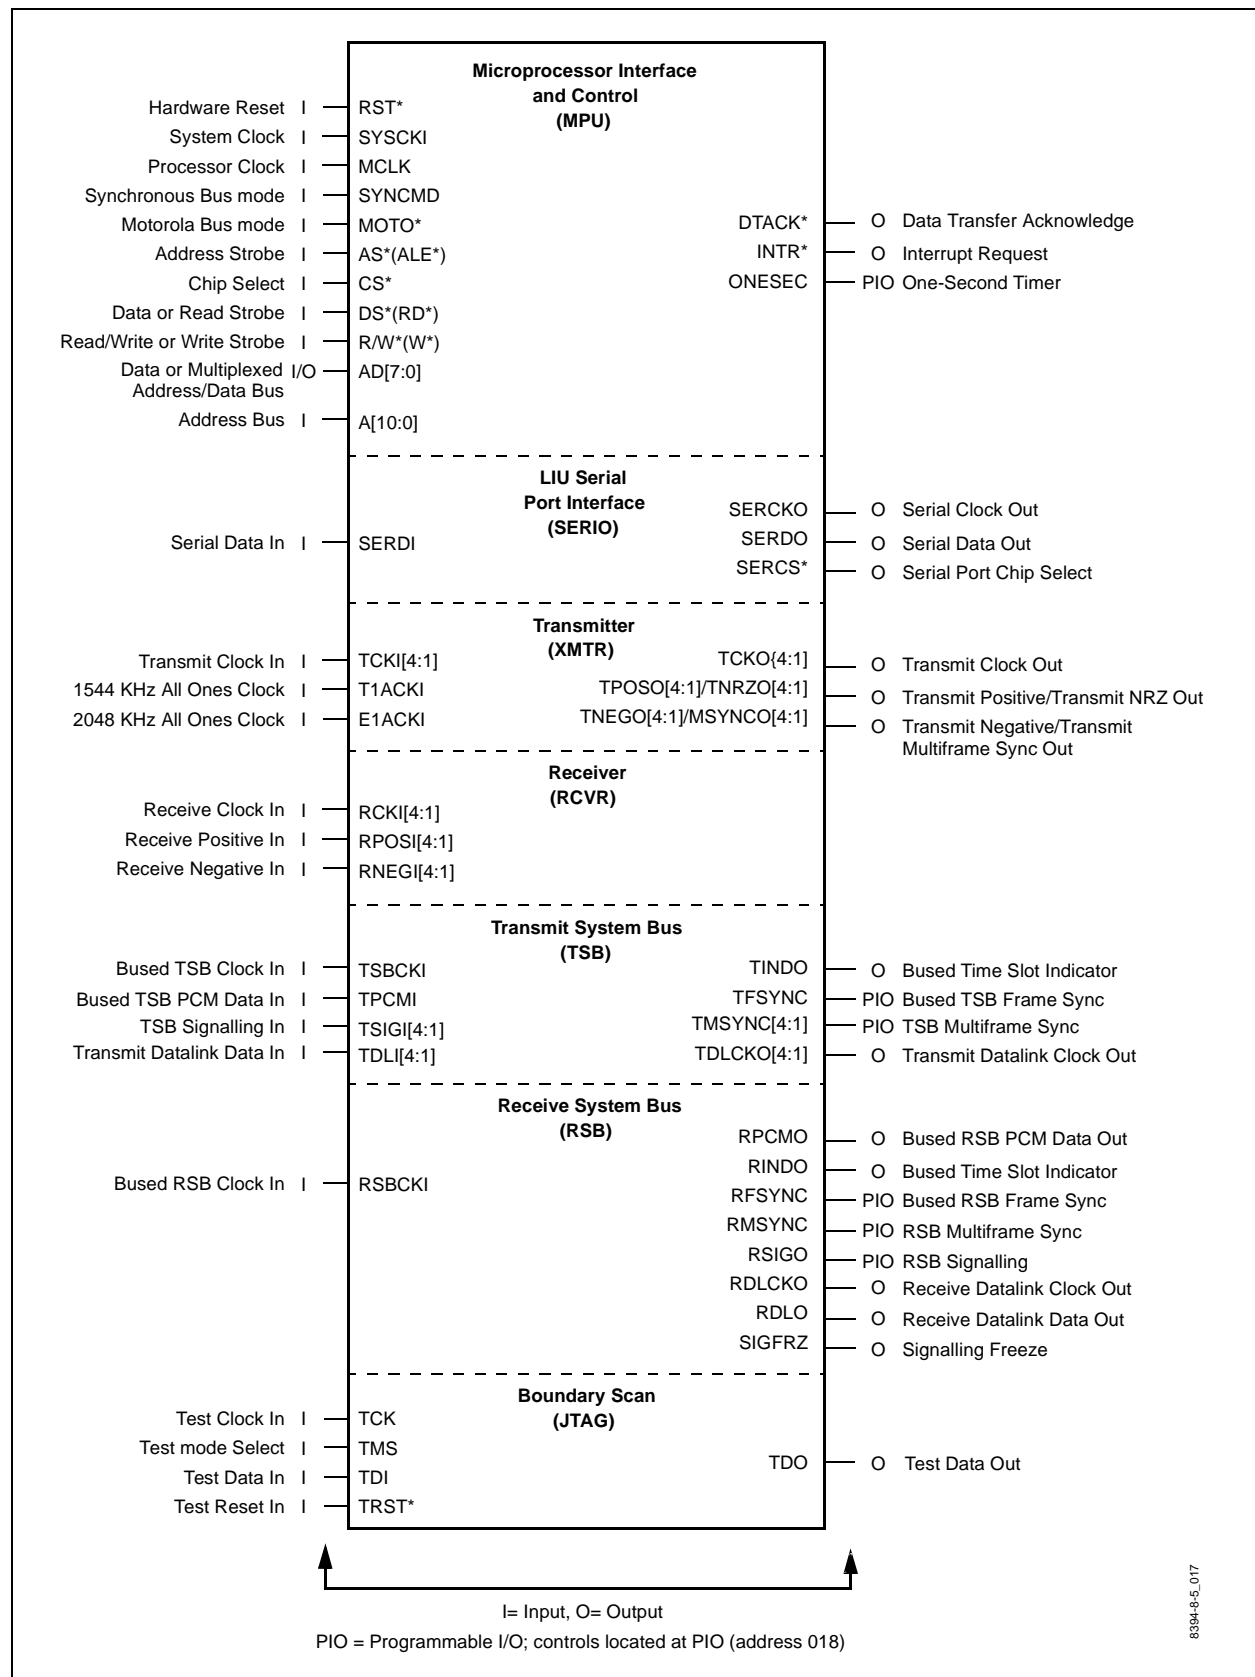 Microprocessor Interface
and Control
(MPU)
Hardware Reset I RST*
System Clock I SYSCKI
Processor Clock I MCLK
Synchronous Bus mode I SYNCMD
Motorola Bus mode I MOTO* DTACK* O Data Transfer Acknowledge
Address Strobe I AS*(ALE*) INTR* O Interrupt Request
Chip Select I CS* ONESEC PIO One-Second Timer
Data or Read Strobe I DS*(RD*)
Read/Write or Write Strobe I R/W*(W*)
Data or Multiplexed I/O AD[7:0]
Address/Data Bus
Address Bus I A[10:0]
LIU Serial
Port Interface
(SERIO)
SERCKO O Serial Clock Out
Serial Data In I SERDI SERDO O Serial Data Out
SERCS* O Serial Port Chip Select
Transmitter
(XMTR)
Transmit Clock In I TCKI[4:1] TCKO{4:1] O Transmit Clock Out
1544 KHz All Ones Clock I T1ACKI TPOSO[4:1]/TNRZO[4:1] O Transmit Positive/Transmit NRZ Out
2048 KHz All Ones Clock I E1ACKI TNEGO[4:1]/MSYNCO[4:1] O Transmit Negative/Transmit
Multiframe Sync Out
Receiver
(RCVR)
Receive Clock In I RCKI[4:1]
Receive Positive In I RPOSI[4:1]
Receive Negative In I RNEGI[4:1]
Transmit System Bus
(TSB)
Bused TSB Clock In I TSBCKI TINDO O Bused Time Slot Indicator
Bused TSB PCM Data In I TPCMI TFSYNC PIO Bused TSB Frame Sync
TSB Signalling In I TSIGI[4:1] TMSYNC[4:1] PIO TSB Multiframe Sync
Transmit Datalink Data In I TDLI[4:1] TDLCKO[4:1] O Transmit Datalink Clock Out
Receive System Bus
(RSB)
RPCMO O Bused RSB PCM Data Out
RINDO O Bused Time Slot Indicator
Bused RSB Clock In I RSBCKI RFSYNC PIO Bused RSB Frame Sync
RMSYNC PIO RSB Multiframe Sync
RSIGO PIO RSB Signalling
RDLCKO O Receive Datalink Clock Out
RDLO O Receive Datalink Data Out
SIGFRZ O Signalling Freeze
Boundary Scan
(JTAG)
Test Clock In I TCK
Test mode Select I TMS
TDO O Test Data Out
Test Data In I TDI
Test Reset In I TRST*
I= Input, O= Output
PIO = Programmable I/O; controls located at PIO (address 018)
8394-8-5_017